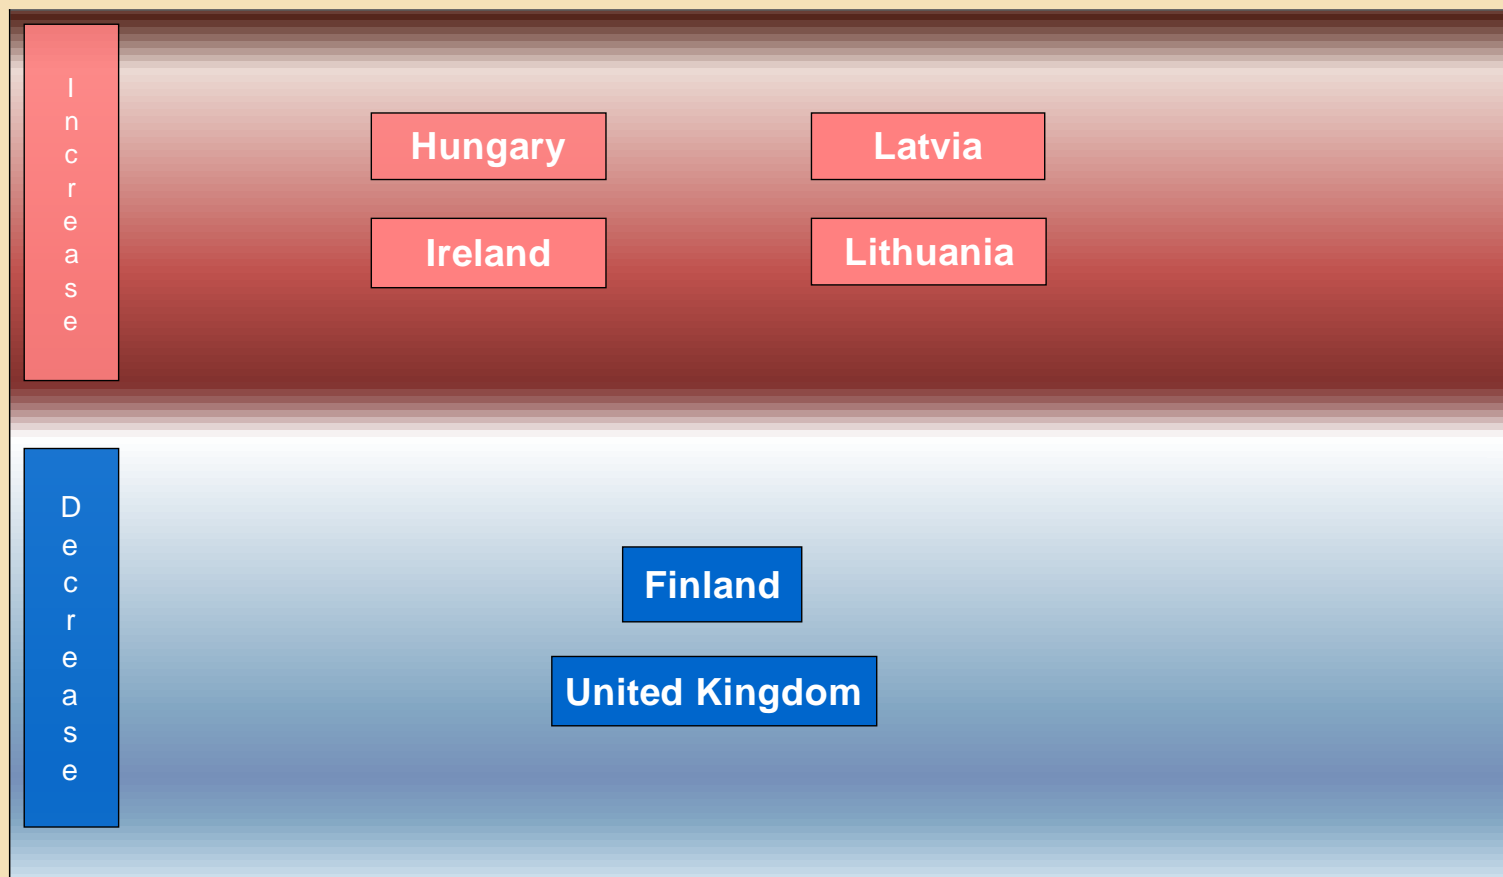 Increase
Hungary
Latvia
Ireland
Lithuania
Decrease
Finland
United Kingdom